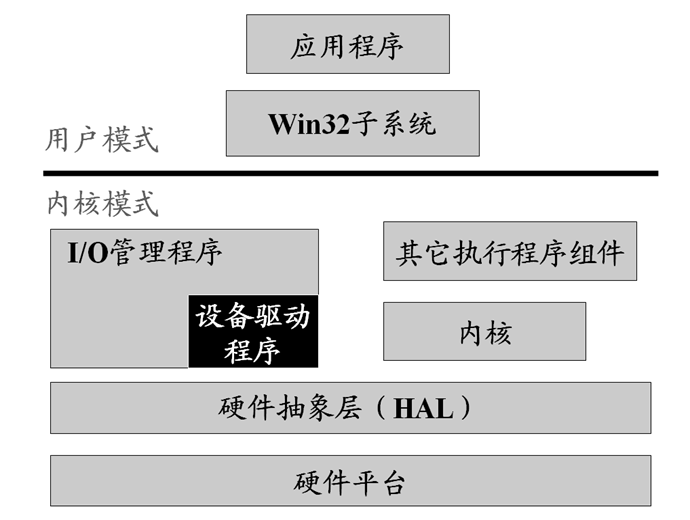 应用程序
Win32子系统
用户模式
内核模式
I/O管理程序
其它执行程序组件
设备驱动
程序
内核
硬件抽象层（HAL）
硬件平台